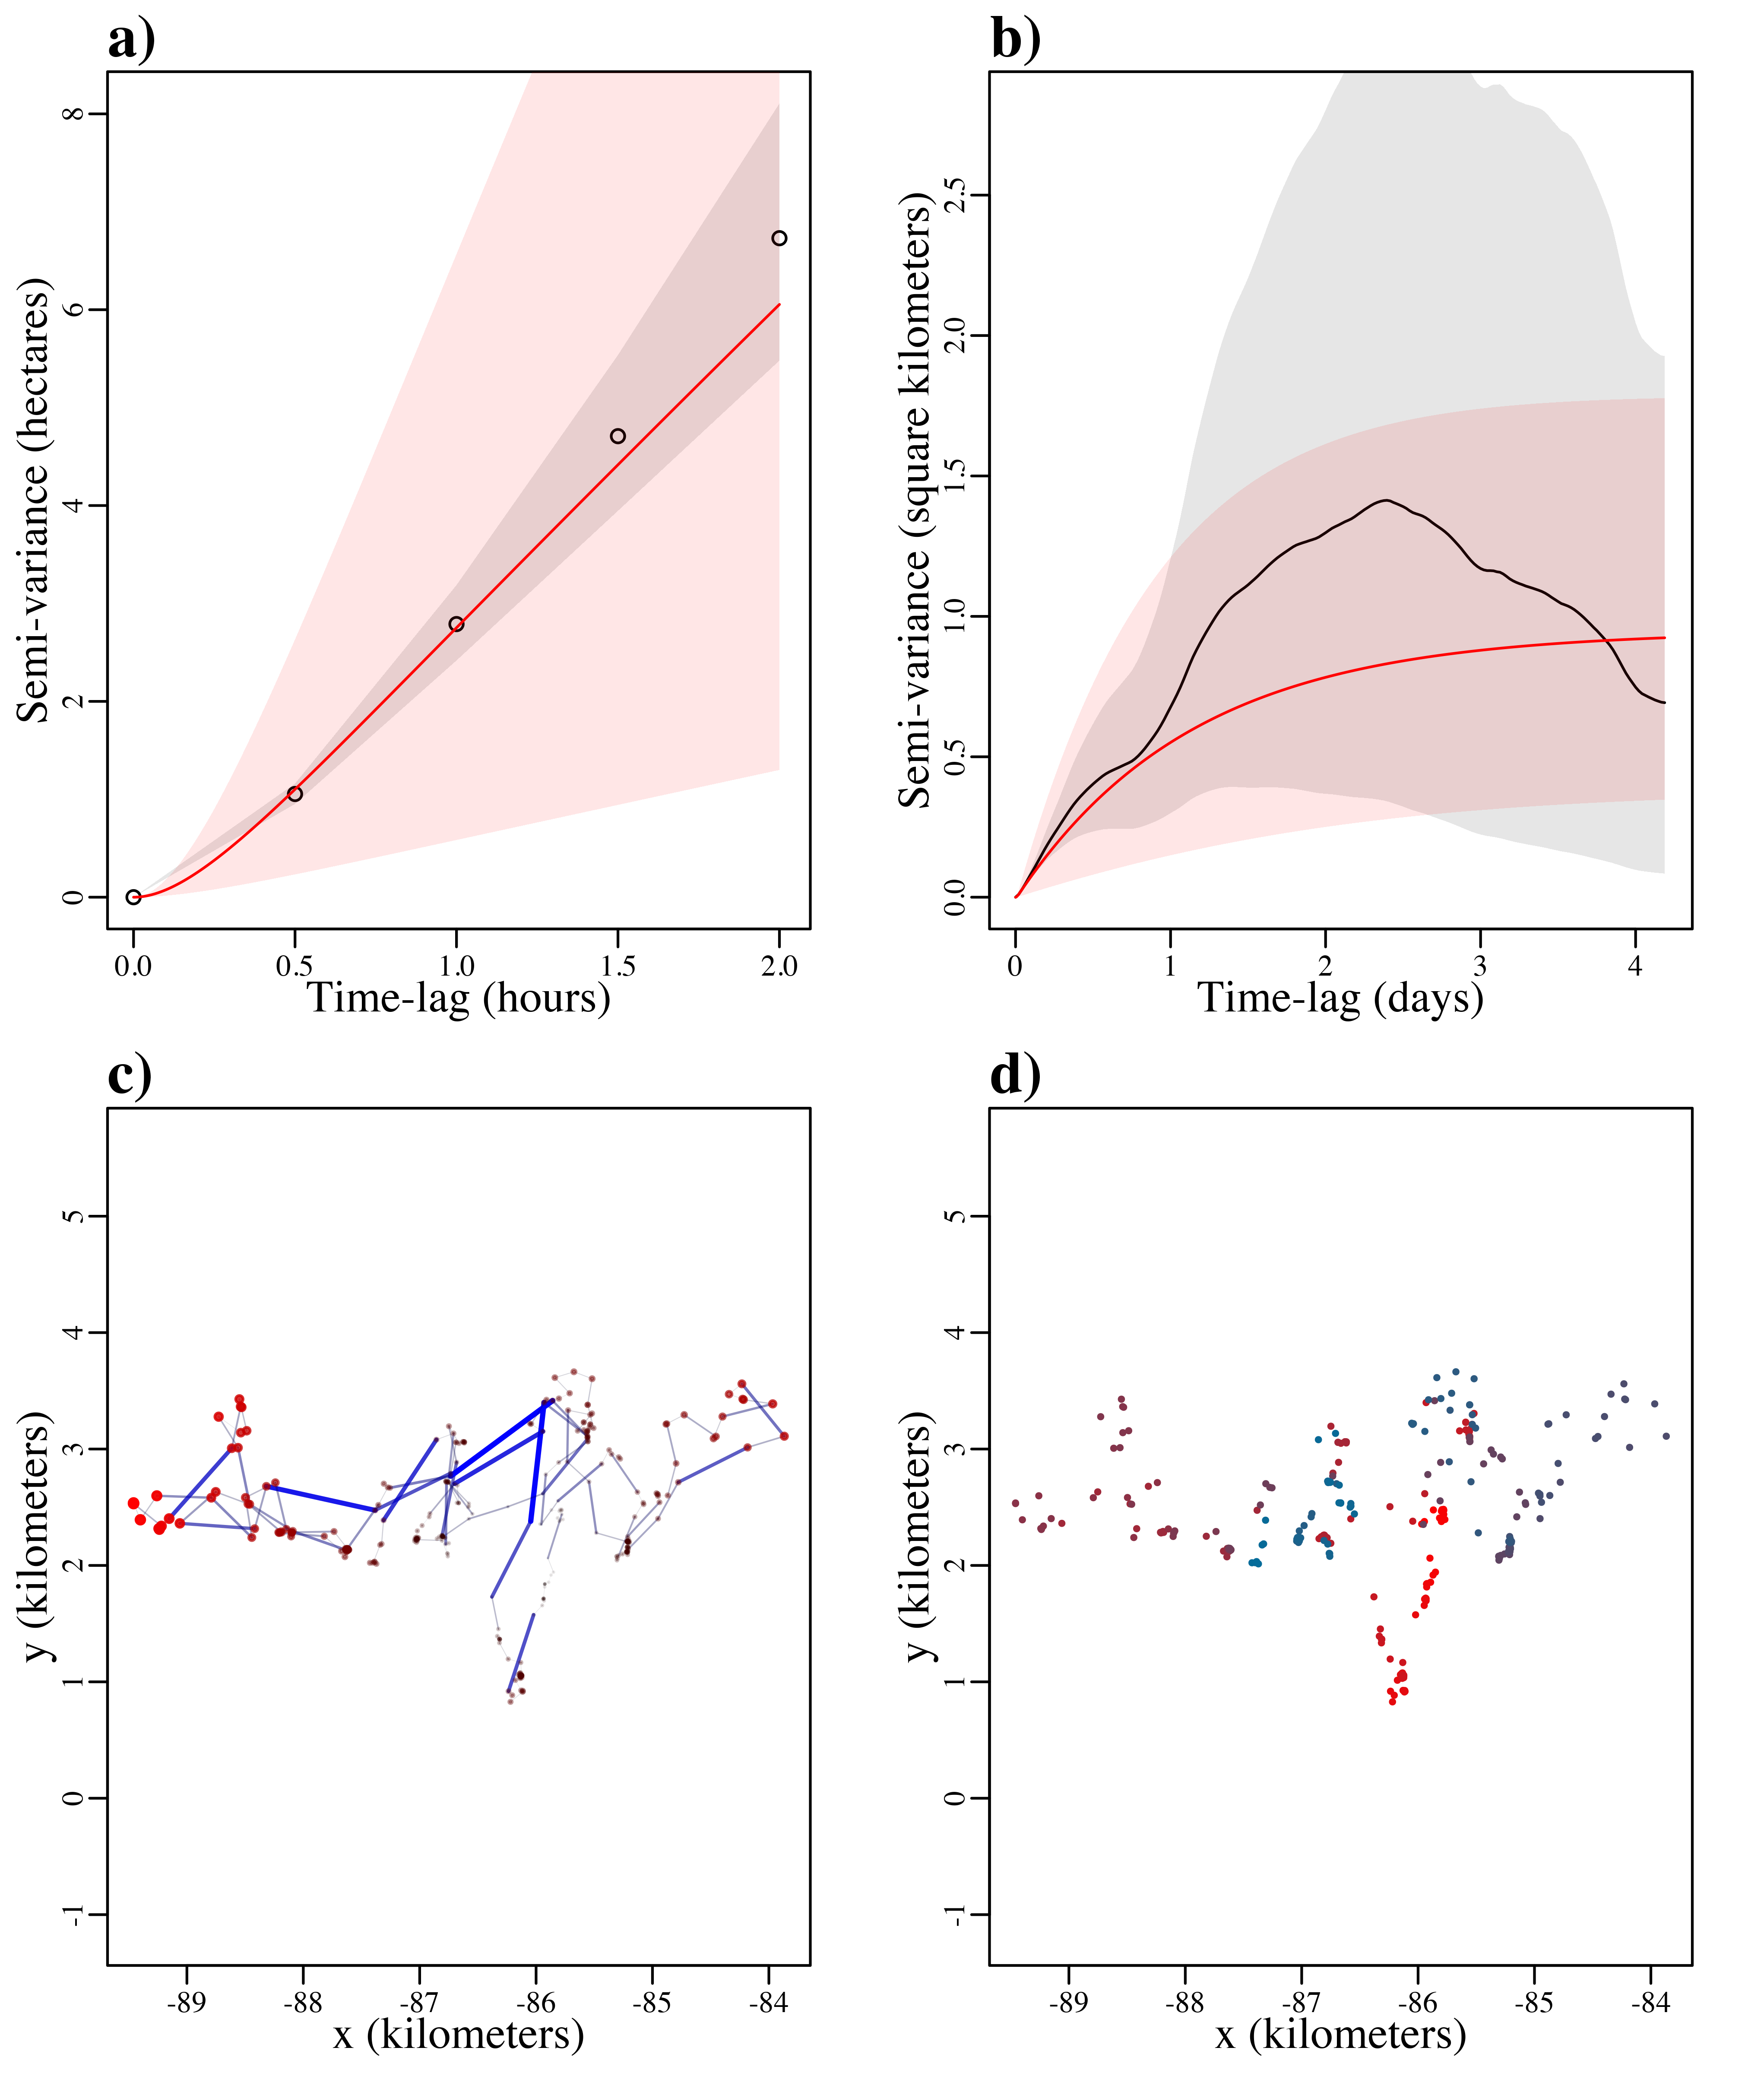 a)
Semi-variance (hectares)
0 2 4 6 8
0.0 0.5 1.0 1.5 2.0
Time-lag (hours)
b)
Semi-variance (square kilometers)
0.0 0.5 1.0 1.5 2.0 2.5
0 1 2 3 4
Time-lag (days)
c)
y (kilometers)
-1 0 1 2 3 4 5
-89 -88 -87 -86 -85 -84
x (kilometers)
d)
y (kilometers)
-1 0 1 2 3 4 5
-89 -88 -87 -86 -85 -84
x (kilometers)